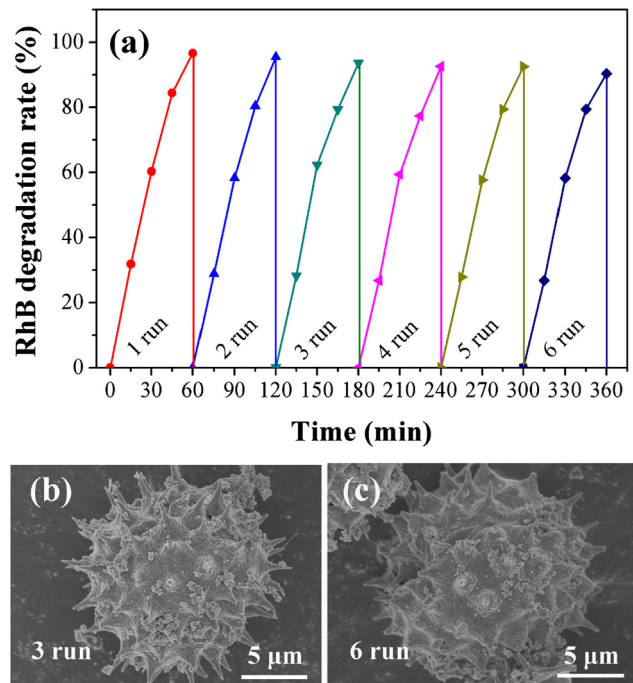 (a)
RhB degradation rate (%)
100
80
60
40
20
0
1 run
2 run
3 run
4 run
5 run
6 run
0 30 60 90 120 150 180 210 240 270 300 330 360
Time (min)
(b)
3 run
5 μm
(c)
6 run
5 μm